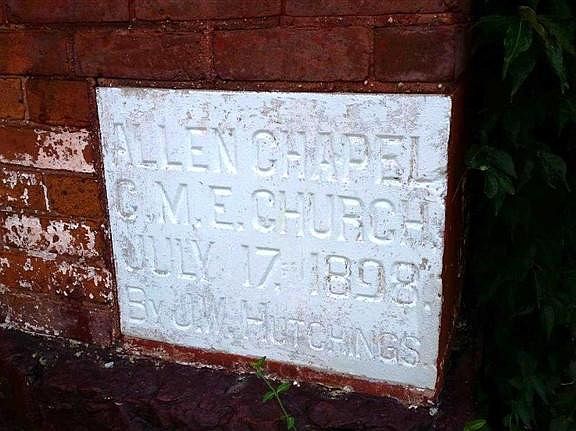 ALLEN CHAPEL
C.M.E. CHURCH
JULY 17, 1898.
By J.W. HUTCHINGS